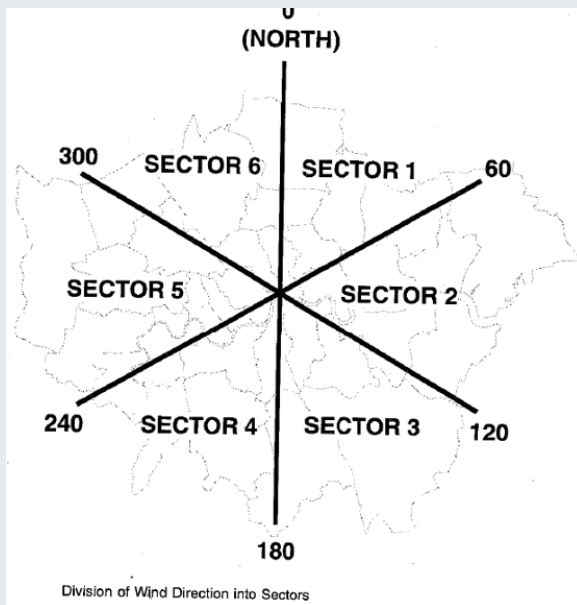 0
(NORTH)
300
SECTOR 6
SECTOR 1
60
SECTOR 5
SECTOR 2
240
SECTOR 4
SECTOR 3
120
180
Division of Wind Direction into Sectors